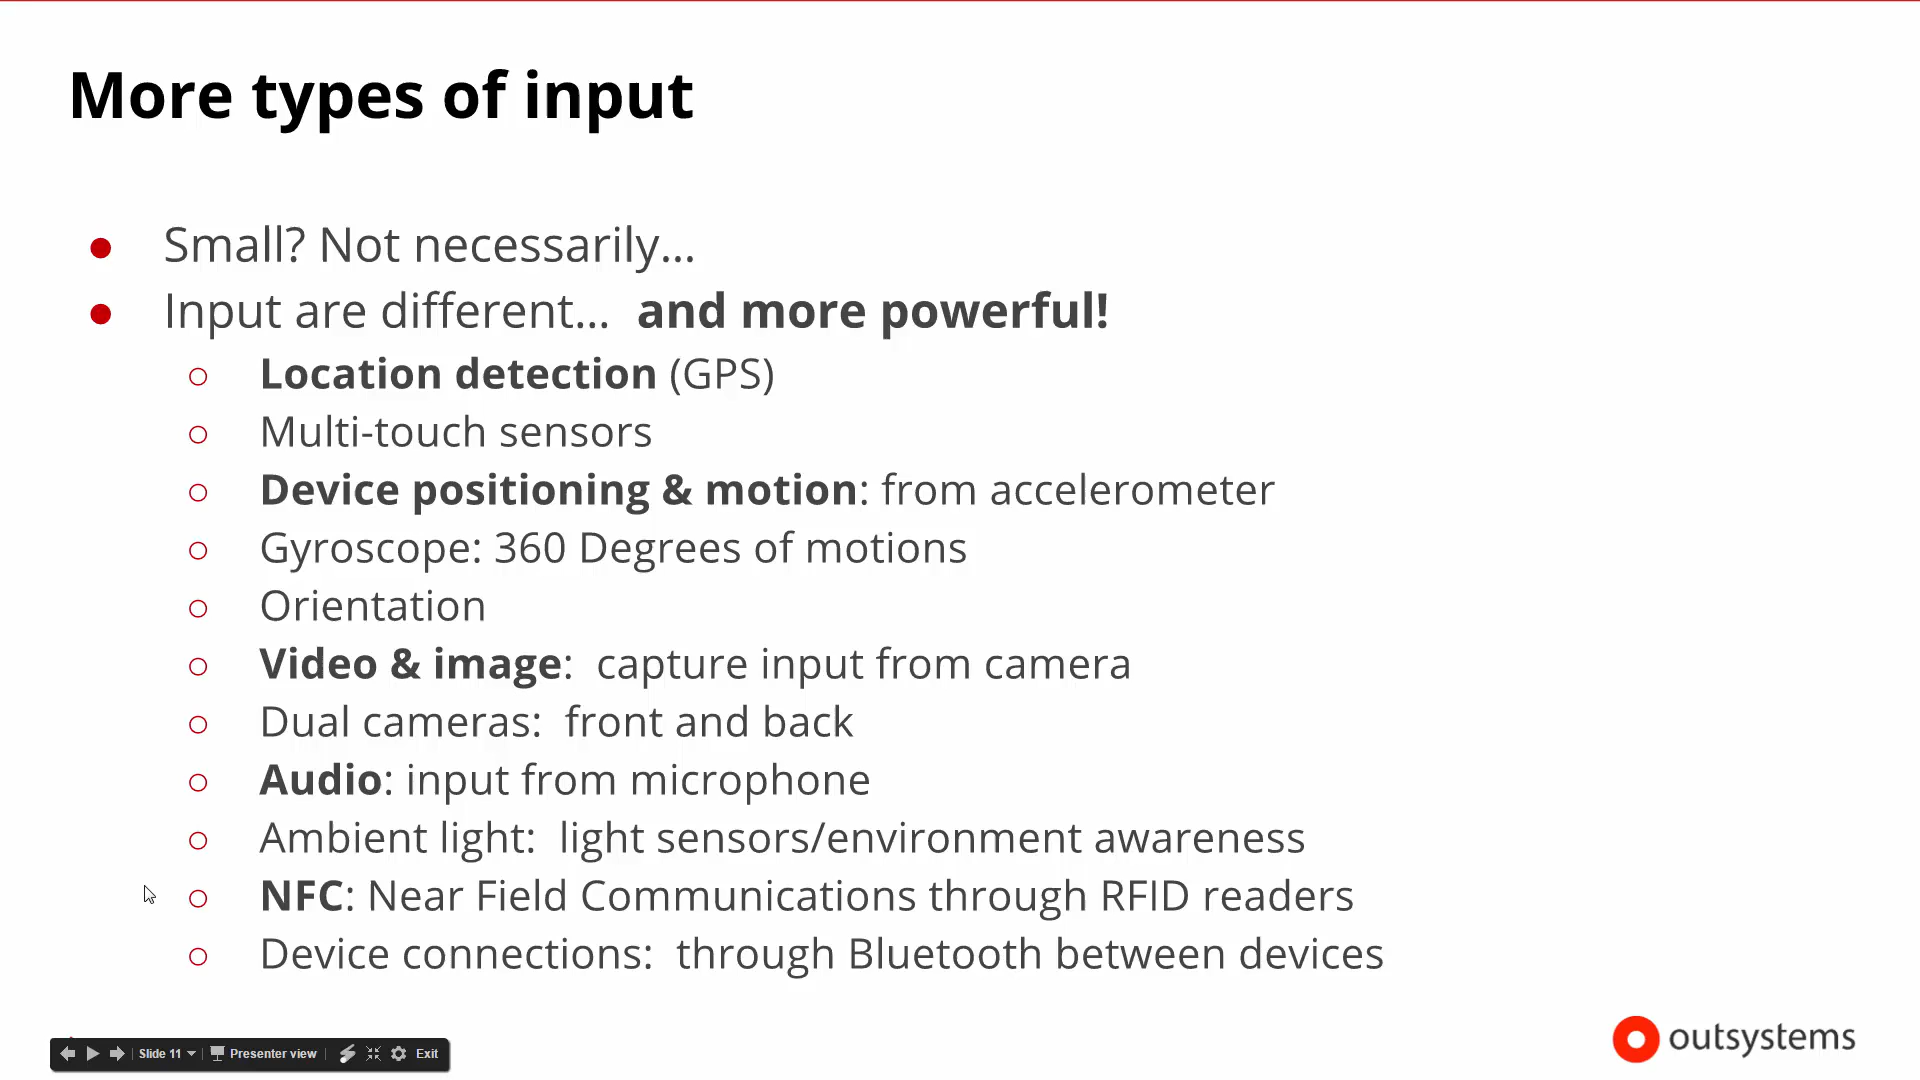 More types of input
● Small? Not necessarily...
● Input are different...  and more powerful!
○ Location detection (GPS)
○ Multi-touch sensors
○ Device positioning & motion: from accelerometer
○ Gyroscope: 360 Degrees of motions
○ Orientation
○ Video & image:  capture input from camera
○ Dual cameras:  front and back
○ Audio: input from microphone
○ Ambient light:  light sensors/environment awareness
○ NFC: Near Field Communications through RFID readers
○ Device connections:  through Bluetooth between devices
Slide 11 Presenter view Exit
outsystems